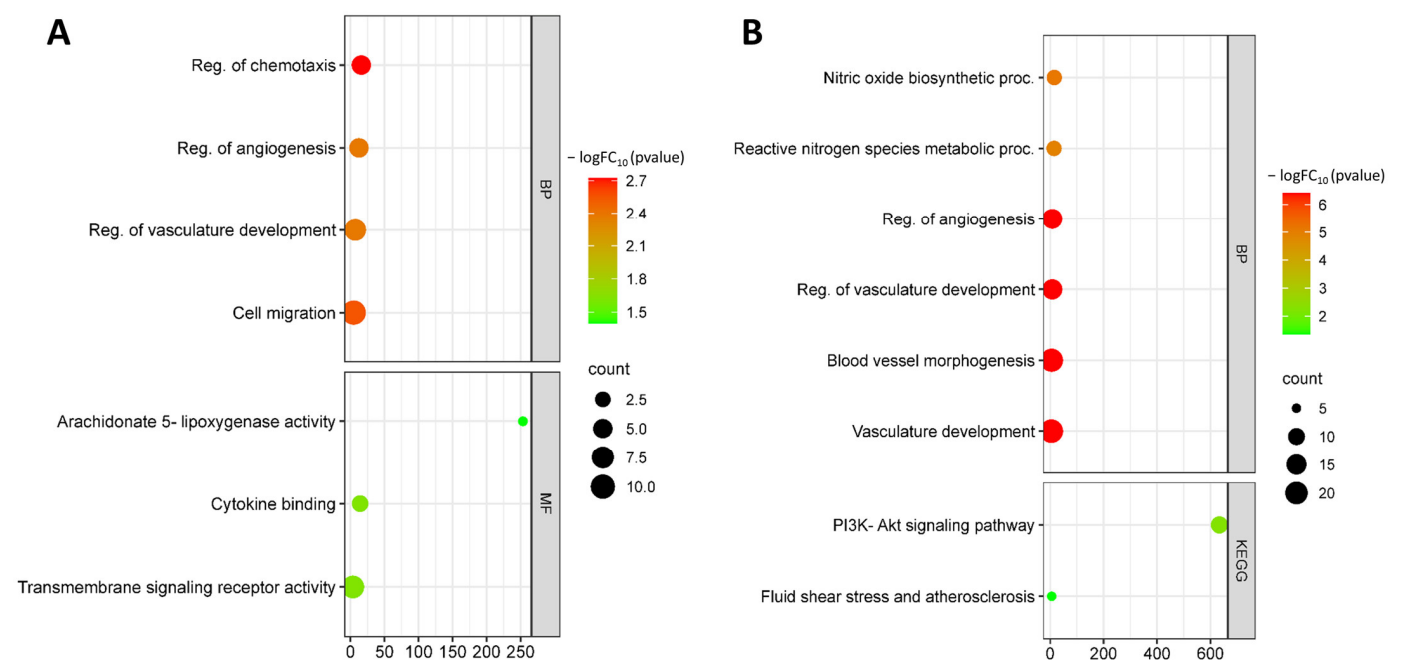 A
Reg. of chemotaxis
Reg. of angiogenesis
Reg. of vasculature development
Cell migration
BP
Arachidonate 5- lipoxygenase activity
Cytokine binding
Transmembrane signaling receptor activity
MF
0 50 100 150 200 250
− logFC10 (pvalue)
2.7
2.4
2.1
1.8
1.5
count
2.5
5.0
7.5
10.0
B
Nitric oxide biosynthetic proc.
Reactive nitrogen species metabolic proc.
Reg. of angiogenesis
Reg. of vasculature development
Blood vessel morphogenesis
Vasculature development
BP
PI3K- Akt signaling pathway
Fluid shear stress and atherosclerosis
KEGG
0 200 400 600
− logFC10 (pvalue)
6
5
4
3
2
count
5
10
15
20